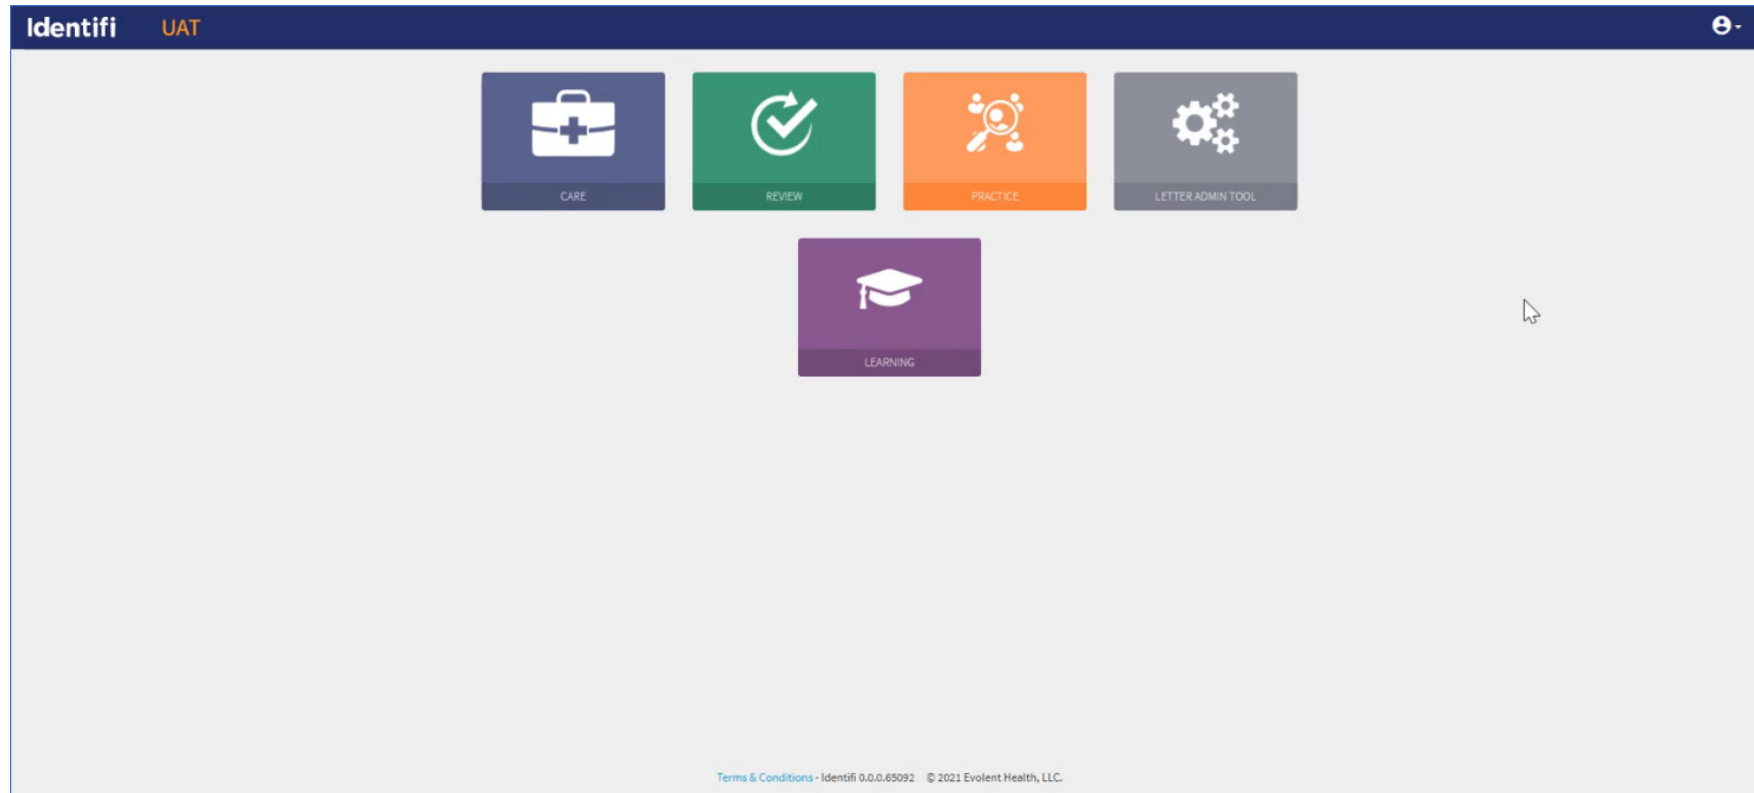 Identifi UAT
CARE
REVIEW
PRACTICE
LETTER ADMIN TOOL
LEARNING
Terms & Conditions - Identifi 0.0.0.65092 © 2021 Evolent Health, LLC.